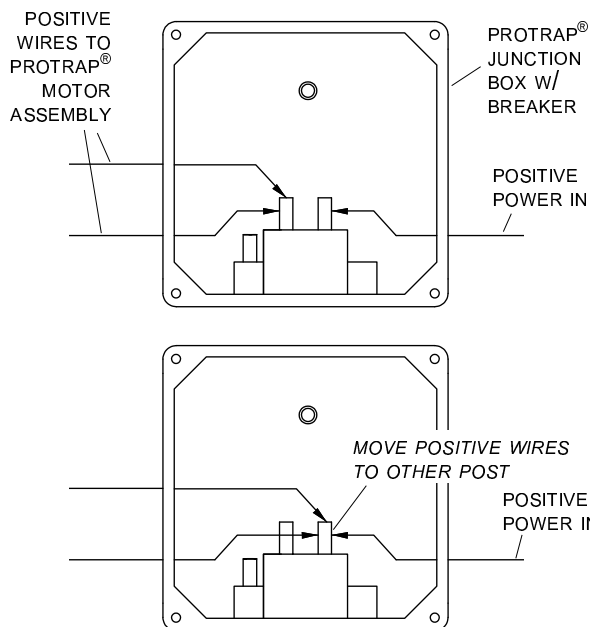 POSITIVE
WIRES TO
PROTRAP®
MOTOR
ASSEMBLY
PROTRAP®
JUNCTION
BOX W/
BREAKER
POSITIVE
POWER IN
MOVE POSITIVE WIRES
TO OTHER POST
POSITIVE
POWER IN